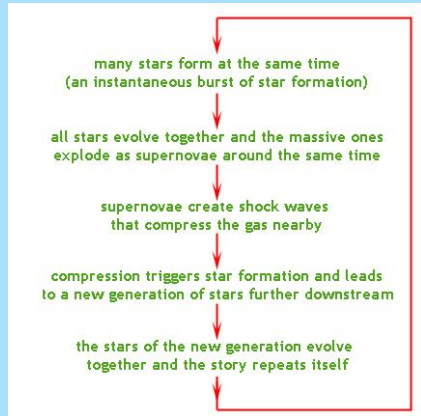 many stars form at the same time
(an instantaneous burst of star formation)
all stars evolve together and the massive ones
explode as supernovae around the same time
supernovae create shock waves
that compress the gas nearby
compression triggers star formation and leads
to a new generation of stars further downstream
the stars of the new generation evolve
together and the story repeats itself